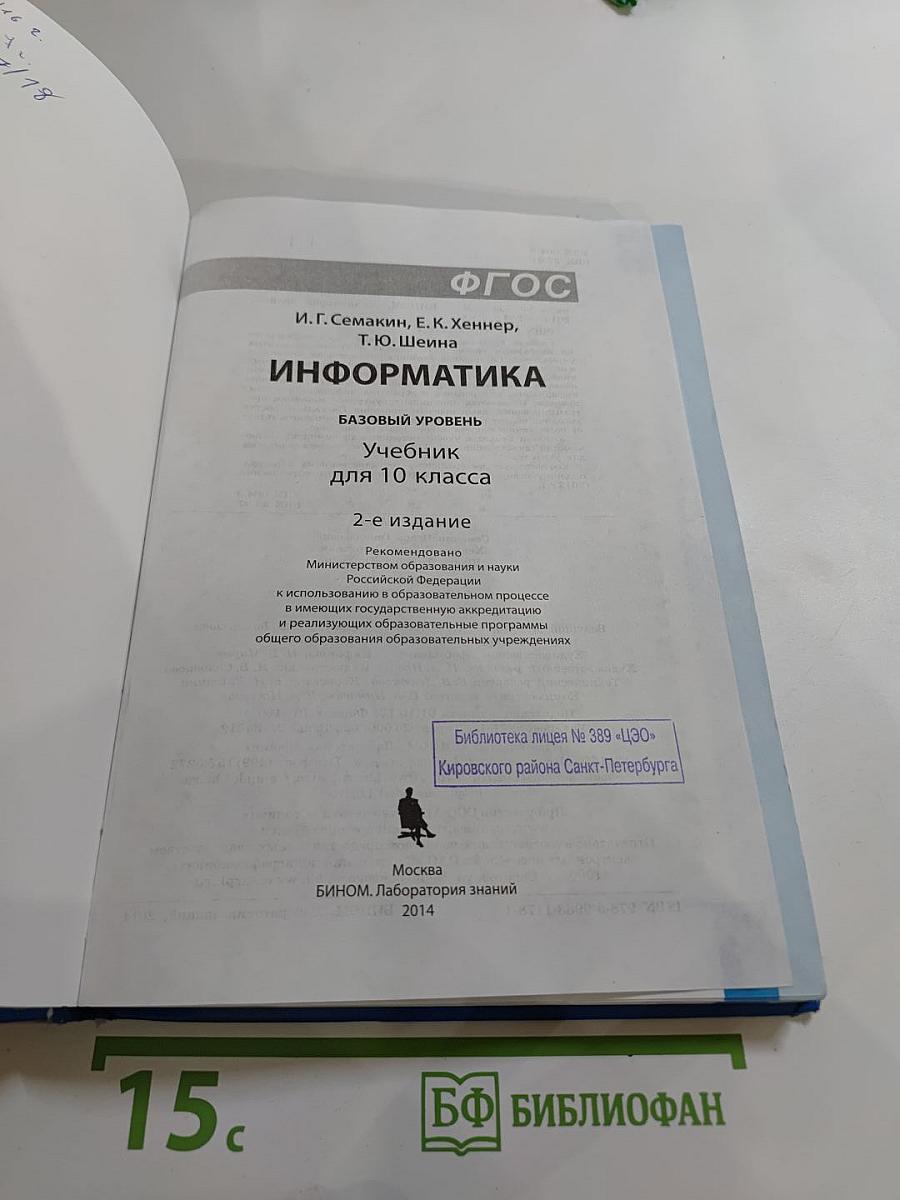 ФГОС
И. Г. Семакин, Е. К. Хеннер,
Т. Ю. Шеина
ИНФОРМАТИКА
БАЗОВЫЙ УРОВЕНЬ
Учебник
для 10 класса
2-е издание
Рекомендовано
Министерством образования и науки
Российской Федерации
к использованию в образовательном процессе
в имеющих государственную аккредитацию
и реализующих образовательные программы
общего образования образовательных учреждениях
Библиотека лицея № 389 «ЦЭО»
Кировского района Санкт-Петербурга
Москва
БИНОМ. Лаборатория знаний
2014
15 с
БФ БИБЛИОФАН